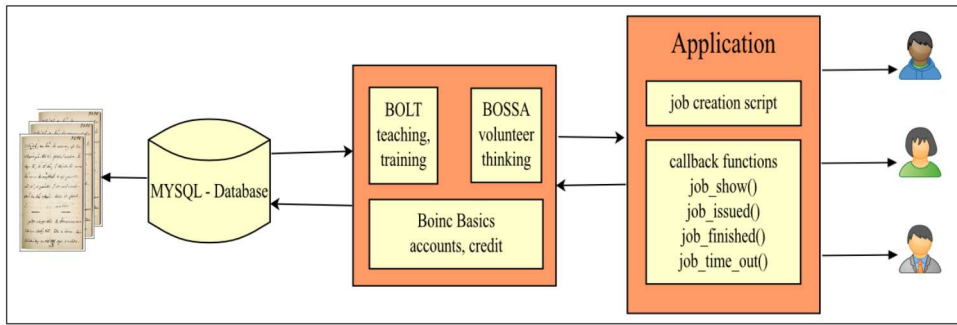 MYSQL - Database
BOLT
teaching,
training
BOSSA
volunteer
thinking
Boinc Basics
accounts, credit
Application
job creation script
callback functions
job_show()
job_issued()
job_finished()
job_time_out()